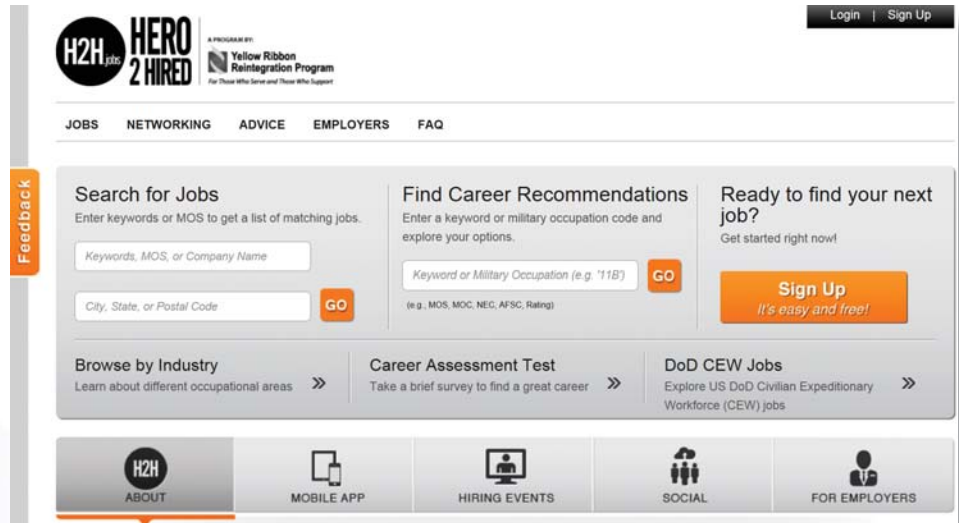 Login | Sign Up
H2H.jobs
HERO
2 HIRED
A PROGRAM BY:
Yellow Ribbon
Reintegration Program
For Those Who Serve and Those Who Support
JOBS NETWORKING ADVICE EMPLOYERS FAQ
Feedback
Search for Jobs
Enter keywords or MOS to get a list of matching jobs.
Keywords, MOS, or Company Name
City, State, or Postal Code
GO
Find Career Recommendations
Enter a keyword or military occupation code and
explore your options.
Keyword or Military Occupation (e.g. '11B')
GO
(e.g., MOS, MOC, NEC, AFSC, Rating)
Ready to find your next
job?
Get started right now!
Sign Up
It's easy and free!
Browse by Industry
Learn about different occupational areas »
Career Assessment Test
Take a brief survey to find a great career »
DoD CEW Jobs
Explore US DoD Civilian Expeditionary »
Workforce (CEW) jobs
H2H
ABOUT
MOBILE APP
HIRING EVENTS
SOCIAL
FOR EMPLOYERS